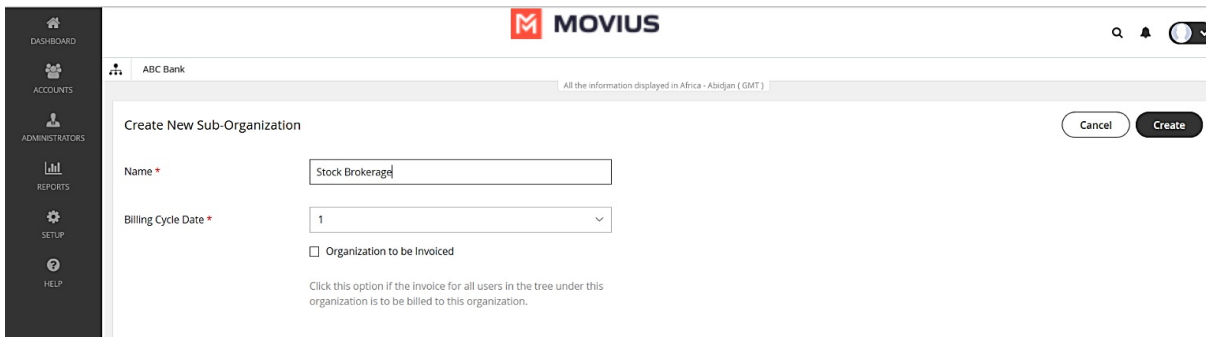 MOVIUS
DASHBOARD
ACCOUNTS
ADMINISTRATORS
REPORTS
SETUP
HELP
ABC Bank
All the information displayed in Africa - Abidjan ( GMT )
Create New Sub-Organization
Cancel
Create
Name *
Stock Brokerage
Billing Cycle Date *
1
Organization to be Invoiced
Click this option if the invoice for all users in the tree under this
organization is to be billed to this organization.